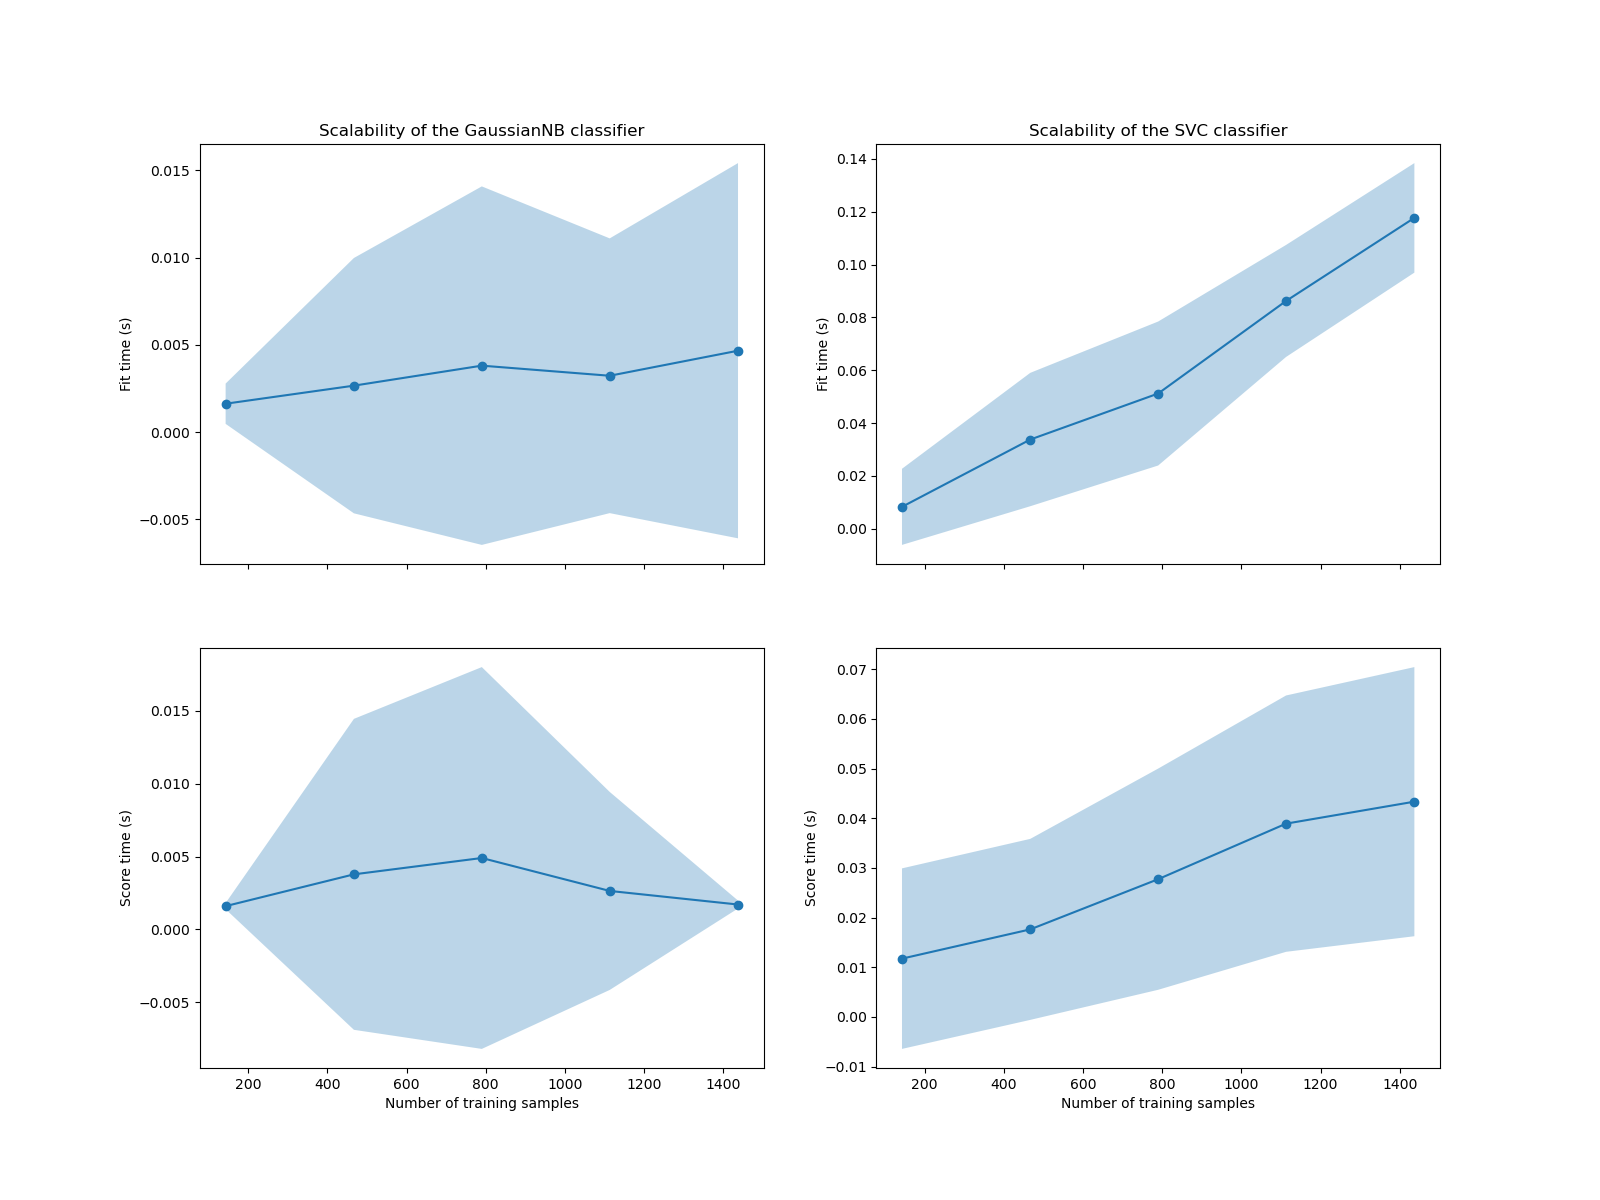 Scalability of the GaussianNB classifier
Fit time (s)
0.015
0.010
0.005
0.000
−0.005
Scalability of the SVC classifier
Fit time (s)
0.14
0.12
0.10
0.08
0.06
0.04
0.02
0.00
Score time (s)
0.015
0.010
0.005
0.000
−0.005
200 400 600 800 1000 1200 1400
Number of training samples
Score time (s)
0.07
0.06
0.05
0.04
0.03
0.02
0.01
0.00
−0.01
200 400 600 800 1000 1200 1400
Number of training samples